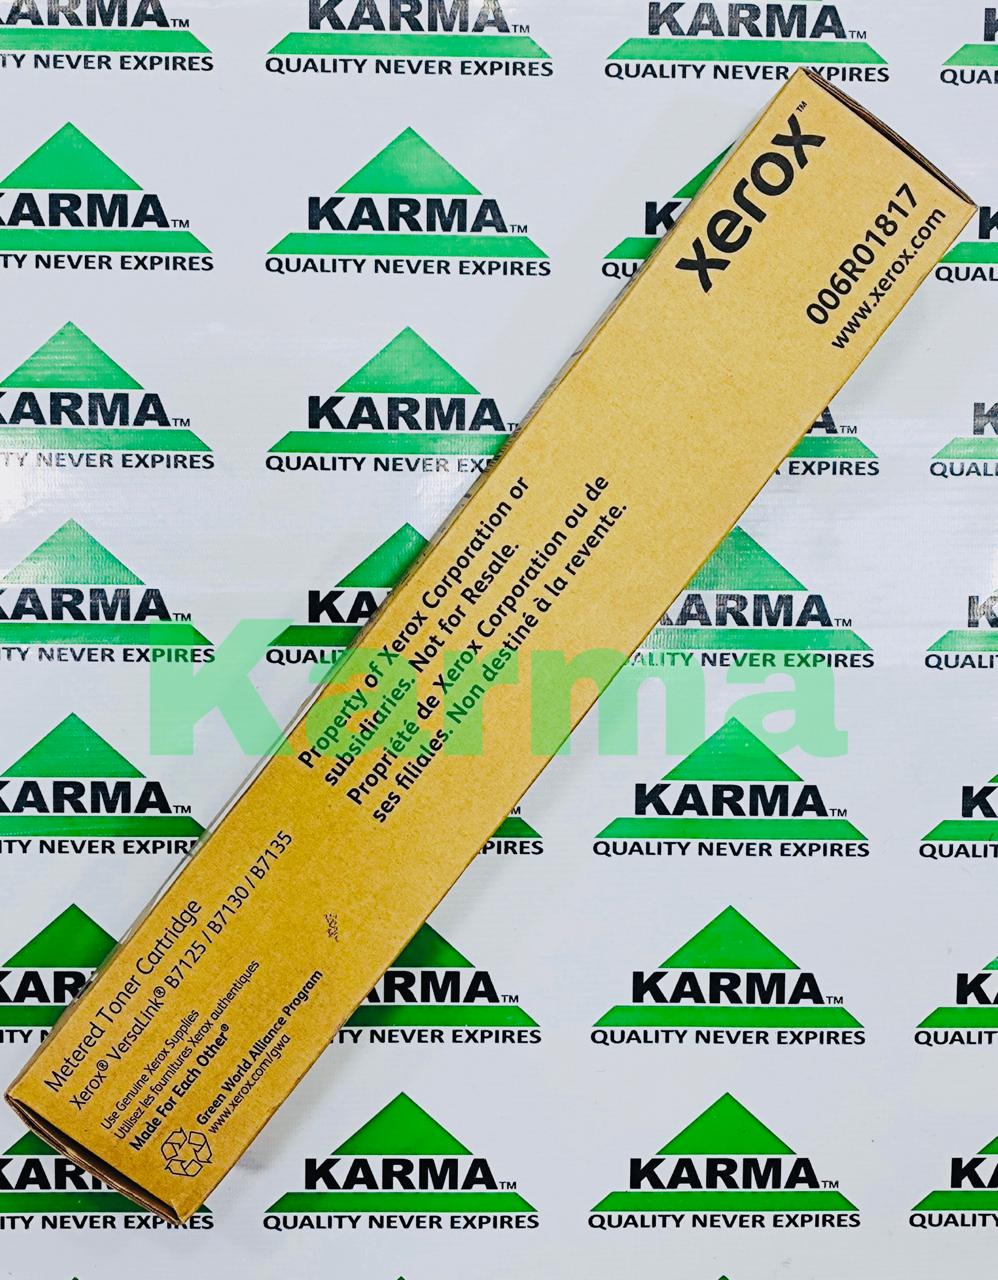 xerox™
006R01817
www.xerox.com
Property of Xerox Corporation or
subsidiaries. Not for Resale.
Propriété de Xerox Corporation ou de
ses filiales. Non destiné à la revente.
Metered Toner Cartridge
Xerox® VersaLink® B7125 / B7130 / B7135
Use Genuine Xerox Supplies
Utilisez les fournitures Xerox authentiques
Made For Each Other®
Green World Alliance Program
www.xerox.com/gwa
Karma
KARMA™
QUALITY NEVER EXPIRES